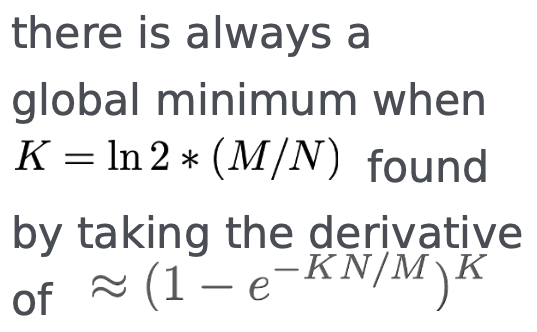 there is always a
global minimum when
K = ln 2 * (M/N) found
by taking the derivative
of ≈ (1 − e^{−KN/M})^K